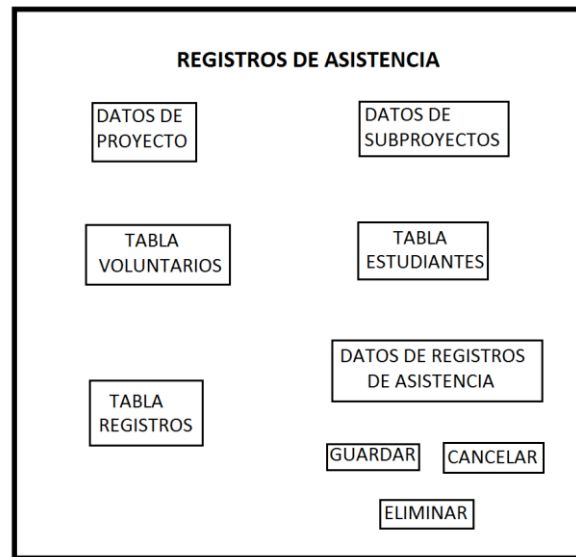 REGISTROS DE ASISTENCIA
DATOS DE
PROYECTO
DATOS DE
SUBPROYECTOS
TABLA
VOLUNTARIOS
TABLA
ESTUDIANTES
TABLA
REGISTROS
DATOS DE REGISTROS
DE ASISTENCIA
GUARDAR
CANCELAR
ELIMINAR